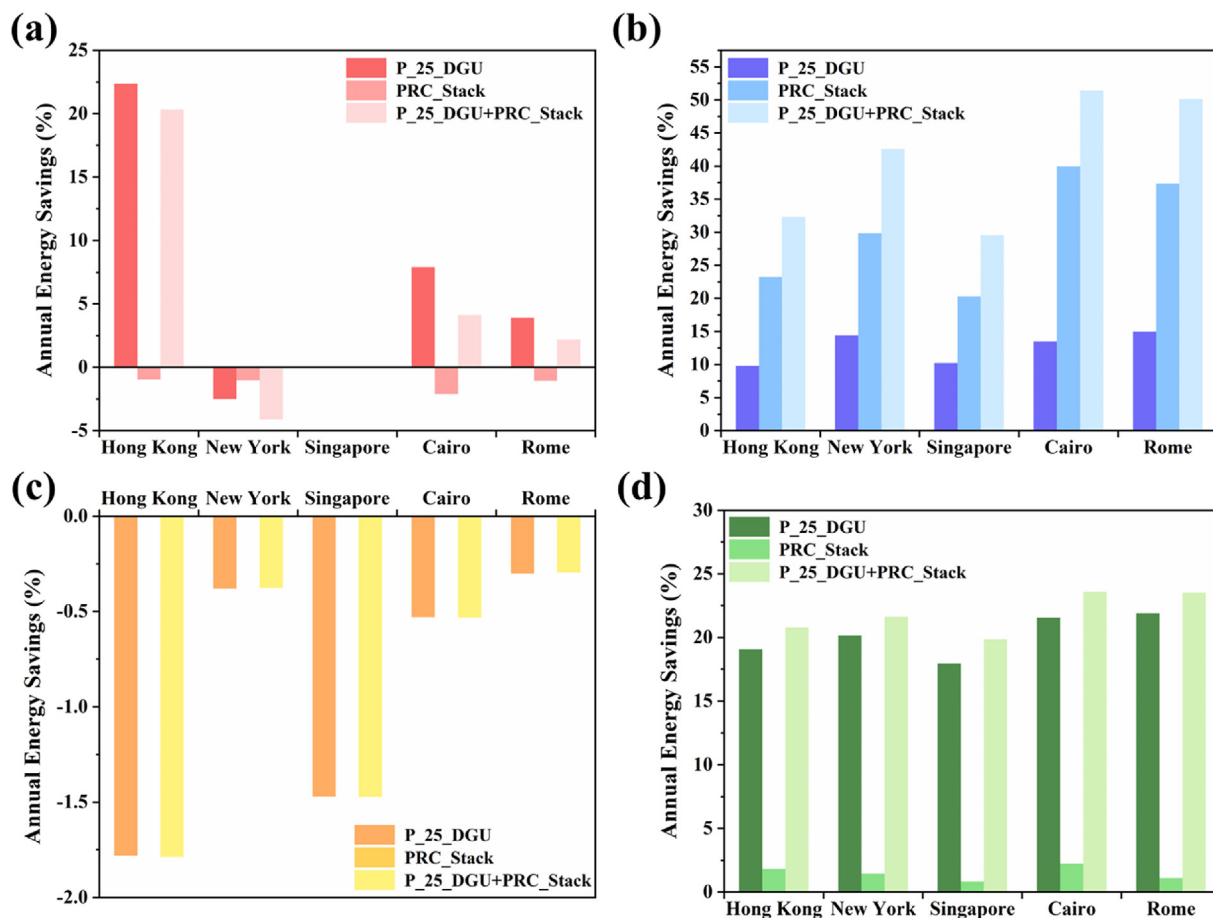 (a)
Annual Energy Savings (%)
25
20
15
10
5
0
-5
P_25_DGU
PRC_Stack
P_25_DGU+PRC_Stack
Hong Kong New York Singapore Cairo Rome
(b)
Annual Energy Savings (%)
55
50
45
40
35
30
25
20
15
10
5
0
P_25_DGU
PRC_Stack
P_25_DGU+PRC_Stack
Hong Kong New York Singapore Cairo Rome
(c)
Hong Kong New York Singapore Cairo Rome
Annual Energy Savings (%)
0.0
-0.5
-1.0
-1.5
-2.0
P_25_DGU
PRC_Stack
P_25_DGU+PRC_Stack
(d)
Annual Energy Savings (%)
30
25
20
15
10
5
0
P_25_DGU
PRC_Stack
P_25_DGU+PRC_Stack
Hong Kong New York Singapore Cairo Rome